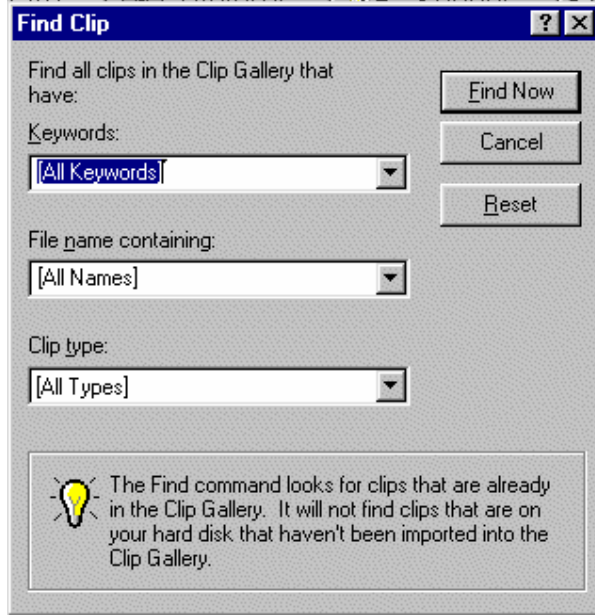 Find Clip
Find all clips in the Clip Gallery that
have:
Find Now
Keywords:
Cancel
[All Keywords]
Reset
File name containing:
[All Names]
Clip type:
[All Types]
The Find command looks for clips that are already
in the Clip Gallery. It will not find clips that are on
your hard disk that haven't been imported into the
Clip Gallery.